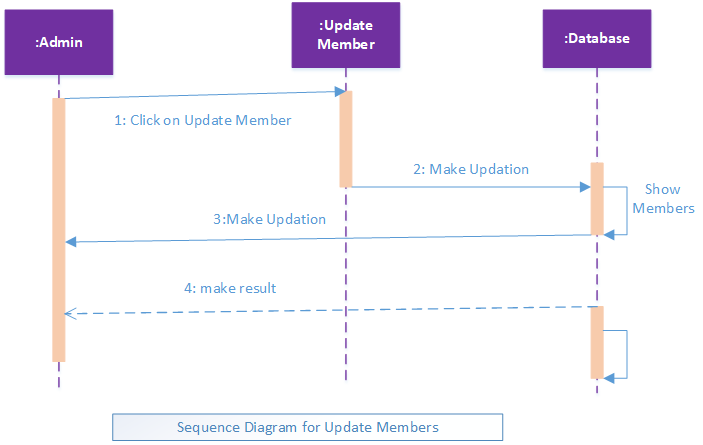 :Admin
:Update
Member
:Database
1: Click on Update Member
2: Make Updation
Show
Members
3:Make Updation
4: make result
Sequence Diagram for Update Members